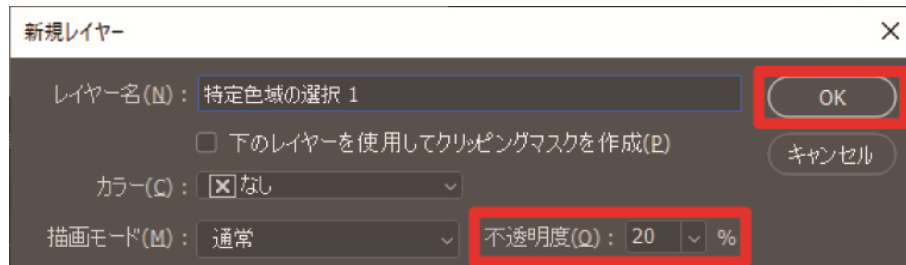 新規レイヤー
レイヤー名(N)： 特定色域の選択 1
OK
下のレイヤーを使用してクリッピングマスクを作成(P)
キャンセル
カラー(C)： なし
描画モード(M)： 通常 不透明度(O)： 20 %